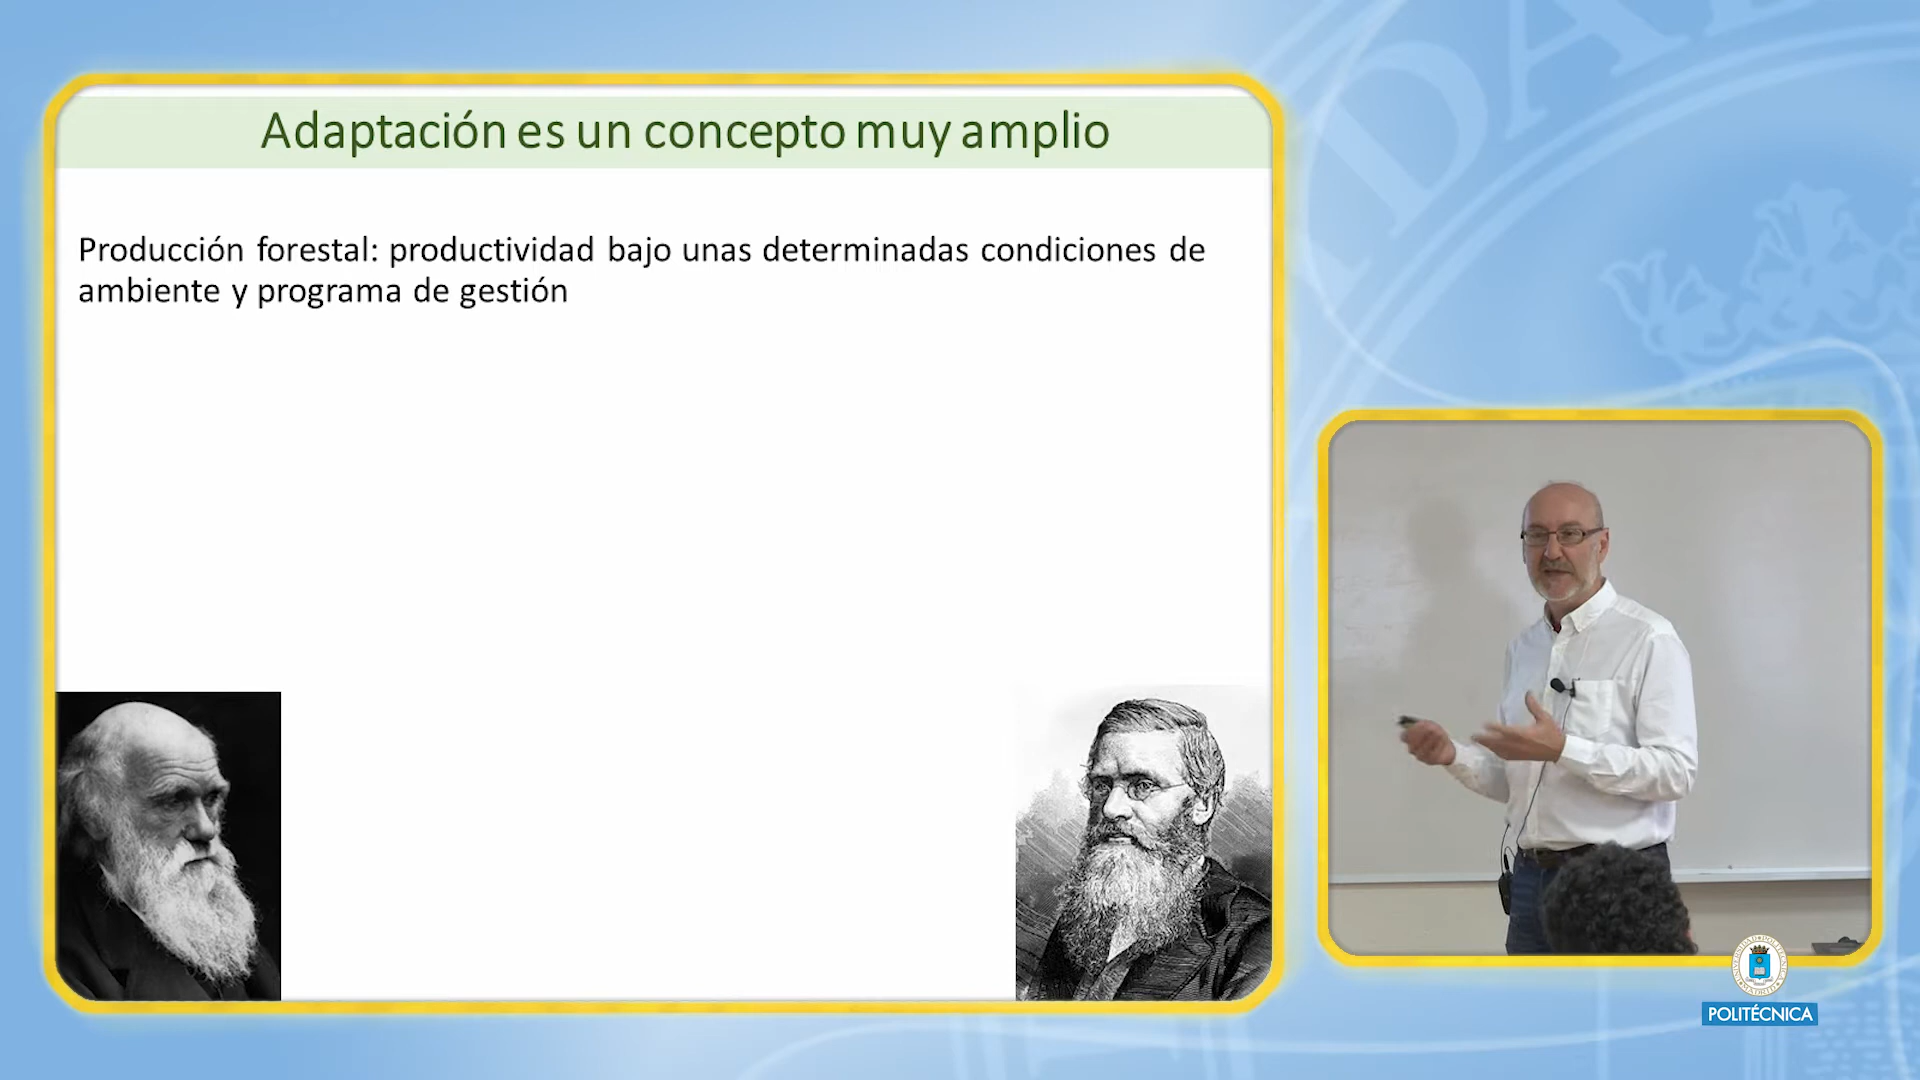 Adaptación es un concepto muy amplio
Producción forestal: productividad bajo unas determinadas condiciones de
ambiente y programa de gestión
POLITÉCNICA